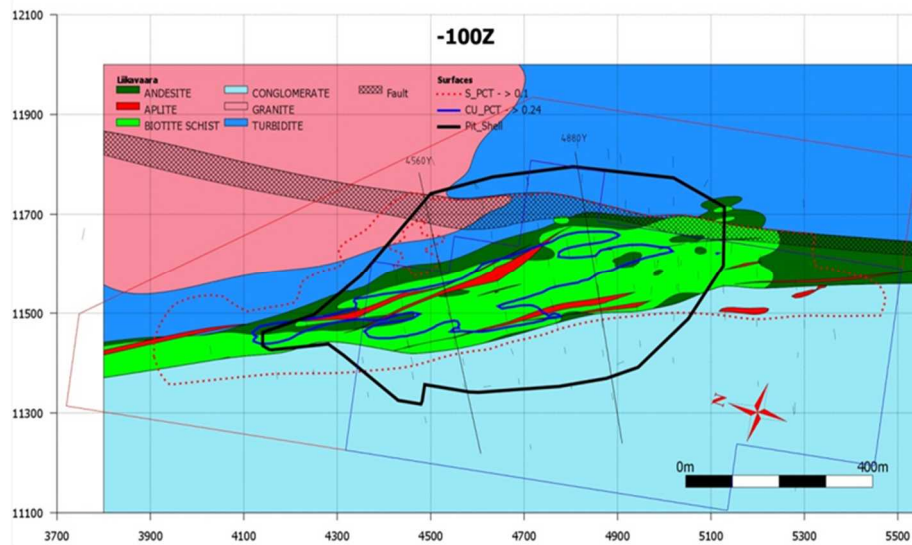 -100Z
Liikavaara
ANDESITE
APLITE
BIOTITE SCHIST
CONGLOMERATE
GRANITE
TURBIDITE
Fault
Surfaces
S_PCT - > 0.1
CU_PCT - > 0.24
Pit_Shell
4560Y
4880Y
12100
11900
11700
11500
11300
11100
N
0m 400m
3700 3900 4100 4300 4500 4700 4900 5100 5300 5500